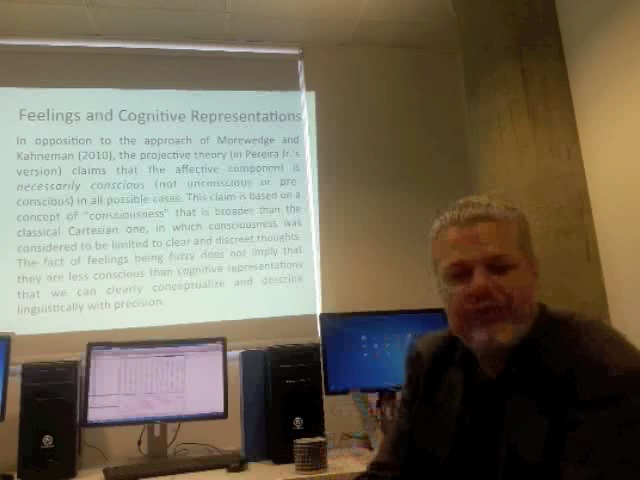 Feelings and Cognitive Representations
In opposition to the approach of Morewedge and
Kahneman (2010), the projective theory (in Pereira Jr.'s
version) claims that the affective component is
necessarily conscious (not unconscious or pre-
conscious) in all possible cases. This claim is based on a
concept of "consciousness" that is broader than the
classical Cartesian one, in which consciousness was
considered to be limited to clear and discreet thoughts.
The fact of feelings being fuzzy does not imply that
they are less conscious than cognitive representations
that we can clearly conceptualize and describe
linguistically with precision.